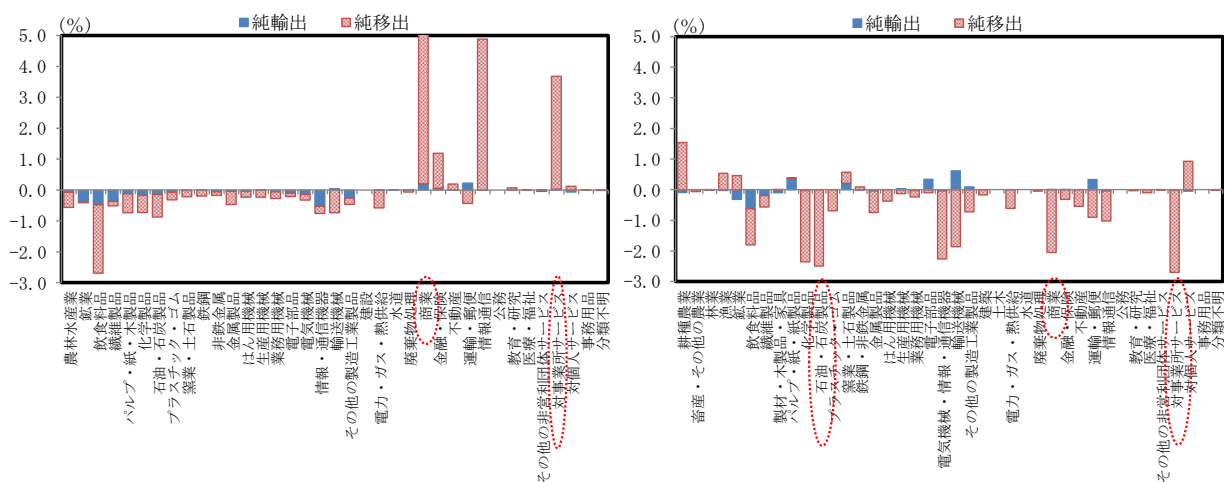 (%)
純輸出
純移出
5.0
4.0
3.0
2.0
1.0
0.0
-1.0
-2.0
-3.0
農林水産業
鉱業
飲食料品
繊維製品
パルプ・紙・木製品
化学製品
石油・石炭製品
プラスチック・ゴム
窯業・土石製品
鉄鋼
非鉄金属
金属製品
はん用機械
生産用機械
業務用機械
電子部品
電気機械
情報・通信機器
輸送機械
その他の製造工業製品
建設
電力・ガス・熱供給
水道
廃棄物処理
商業
金融・保険
不動産
運輸・郵便
情報通信
公務
教育・研究
医療・福祉
その他の非営利団体サービス
対事業所サービス
対個人サービス
事務用品
分類不明
(%)
純輸出
純移出
5.0
4.0
3.0
2.0
1.0
0.0
-1.0
-2.0
-3.0
耕種農業
畜産・その他の農業
林業
漁業
鉱業
飲食料品
繊維製品
製材・木製品・家具
パルプ・紙・紙製品
化学製品
石油・石炭製品
プラスチック・ゴム
窯業・土石製品
鉄鋼・非鉄金属
金属製品
はん用機械
生産用機械
業務用機械
電子部品
電気機械・情報・通信機器
輸送機械
その他の製造工業製品
建築
土木
電力・ガス・熱供給
水道
廃棄物処理
商業
金融・保険
不動産
運輸・郵便
情報通信
公務
教育・研究
医療・福祉
その他の非営利団体サービス
対事業所サービス
対個人サービス
事務用品
分類不明